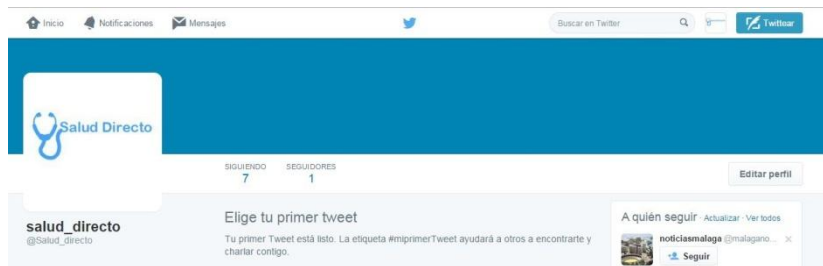 Inicio Notificaciones Mensajes Buscar en Twitter Twittear
Salud Directo
SIGUIENDO SEGUIDORES
7 1
Editar perfil
salud_directo
@Salud_directo
Elige tu primer tweet
Tu primer Tweet está listo. La etiqueta #miprimerTweet ayudará a otros a encontrarte y
charlar contigo.
A quién seguir · Actualizar · Ver todos
noticiasmalaga @malagano...
Seguir